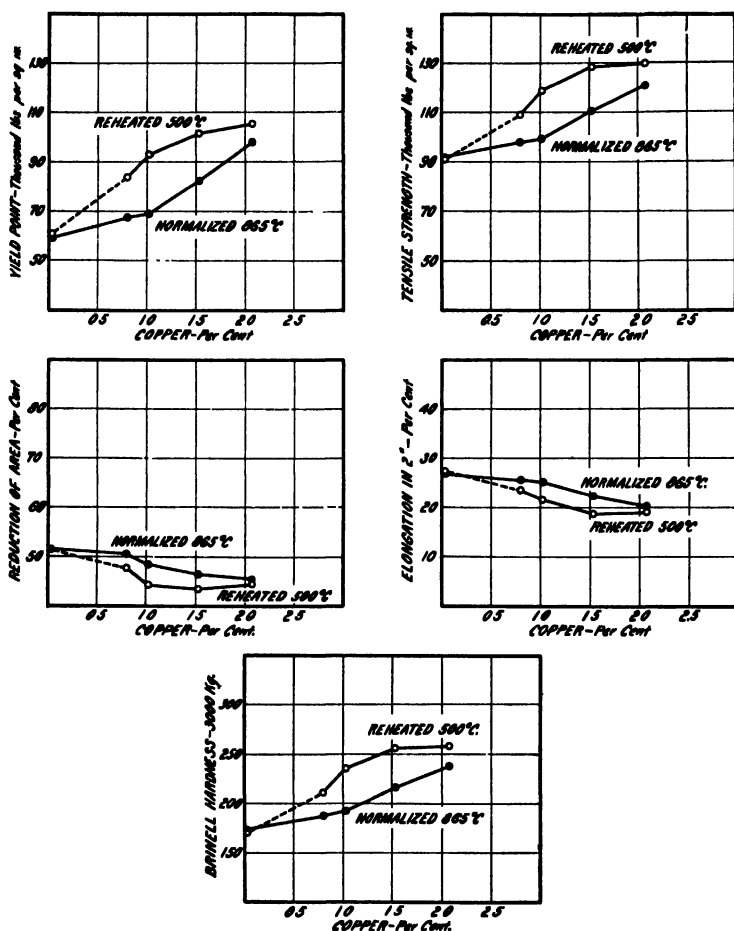 YIELD POINT-Thousand lbs per sq in.
130
110
90
70
50
REHEATED 500°C
NORMALIZED 865°C
0.5 1.0 1.5 2.0 2.5
COPPER-Per Cent
TENSILE STRENGTH-Thousand lbs per sq in.
130
110
90
70
50
REHEATED 500°C
NORMALIZED 865°C
0.5 1.0 1.5 2.0 2.5
COPPER-Per Cent
REDUCTION OF AREA-Per Cent
80
70
60
50
NORMALIZED 865°C
REHEATED 500°C
0.5 1.0 1.5 2.0 2.5
COPPER-Per Cent.
ELONGATION IN 2"-Per Cent
40
30
20
10
NORMALIZED 865°C.
REHEATED 500°C
0.5 1.0 1.5 2.0 2.5
COPPER-Per Cent
BRINELL HARDNESS-3000 Kg.
300
250
200
150
REHEATED 500°C.
NORMALIZED 865°C
0.5 1.0 1.5 2.0 2.5
COPPER-Per Cent.